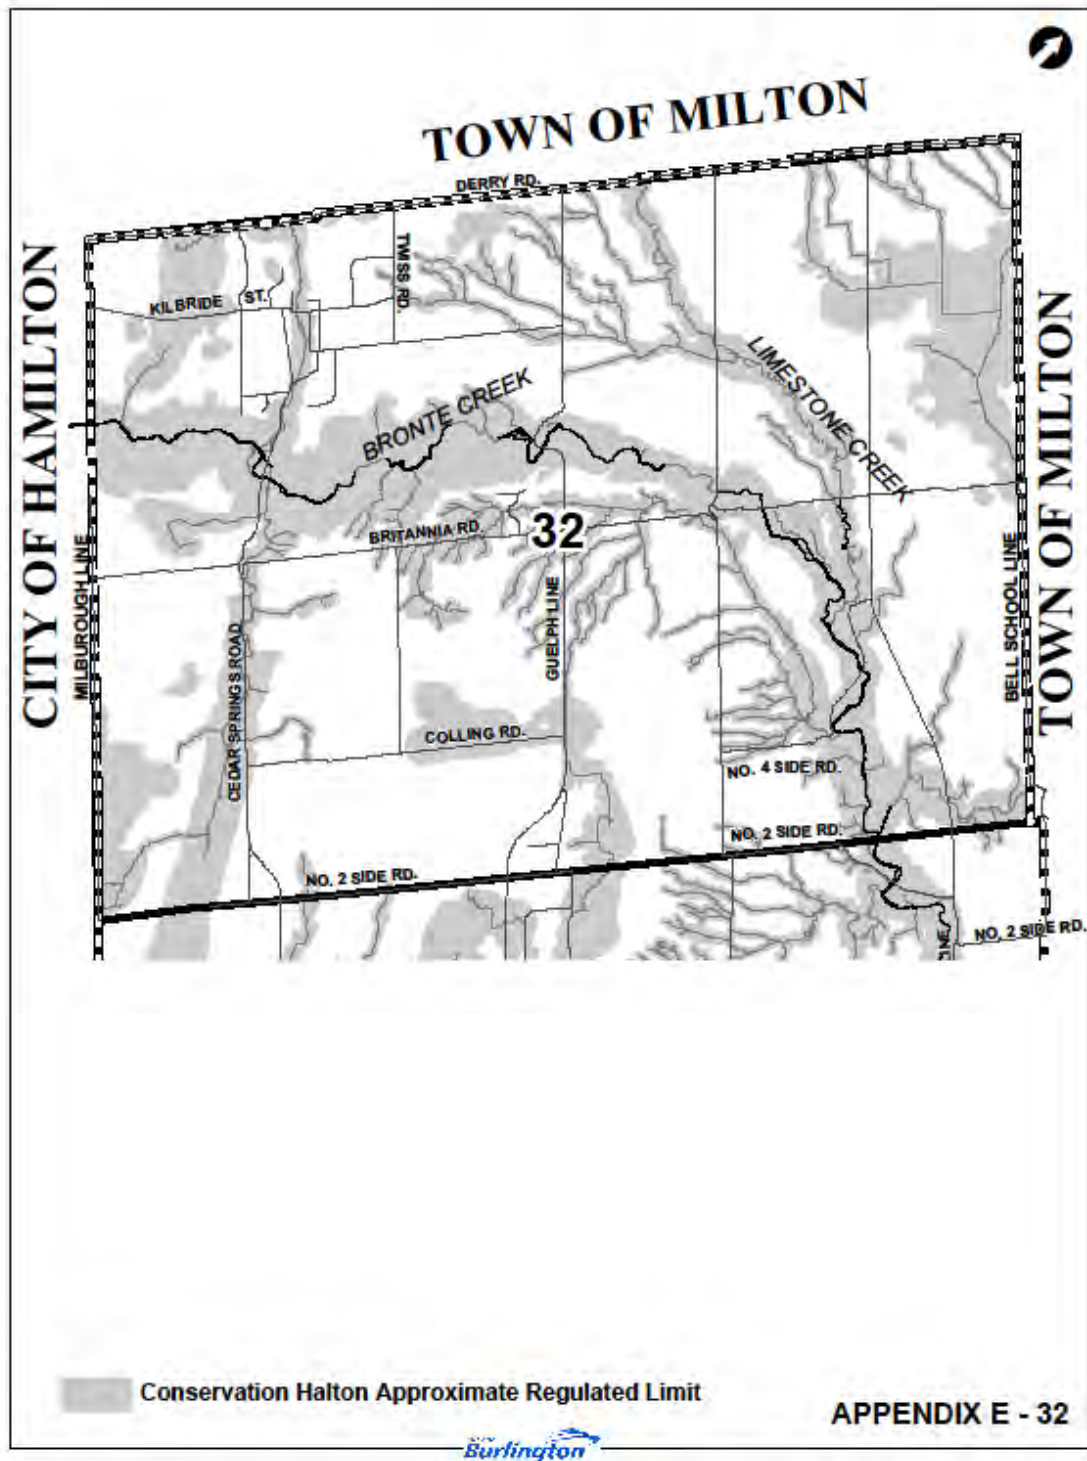 TOWN OF MILTON
DERRY RD.
TWISS RD.
KILBRIDE ST.
CITY OF HAMILTON
BRONTE CREEK
LIMESTONE CREEK
TOWN OF MILTON
BRITANNIA RD.
32
MILBUROUGH LINE
CEDAR SPRINGS ROAD
GUELPH LINE
BELL SCHOOL LINE
COLLING RD.
NO. 4 SIDE RD.
NO. 2 SIDE RD.
NO. 2 SIDE RD.
NO. 2 SIDE RD.
Conservation Halton Approximate Regulated Limit
APPENDIX E - 32
Burlington